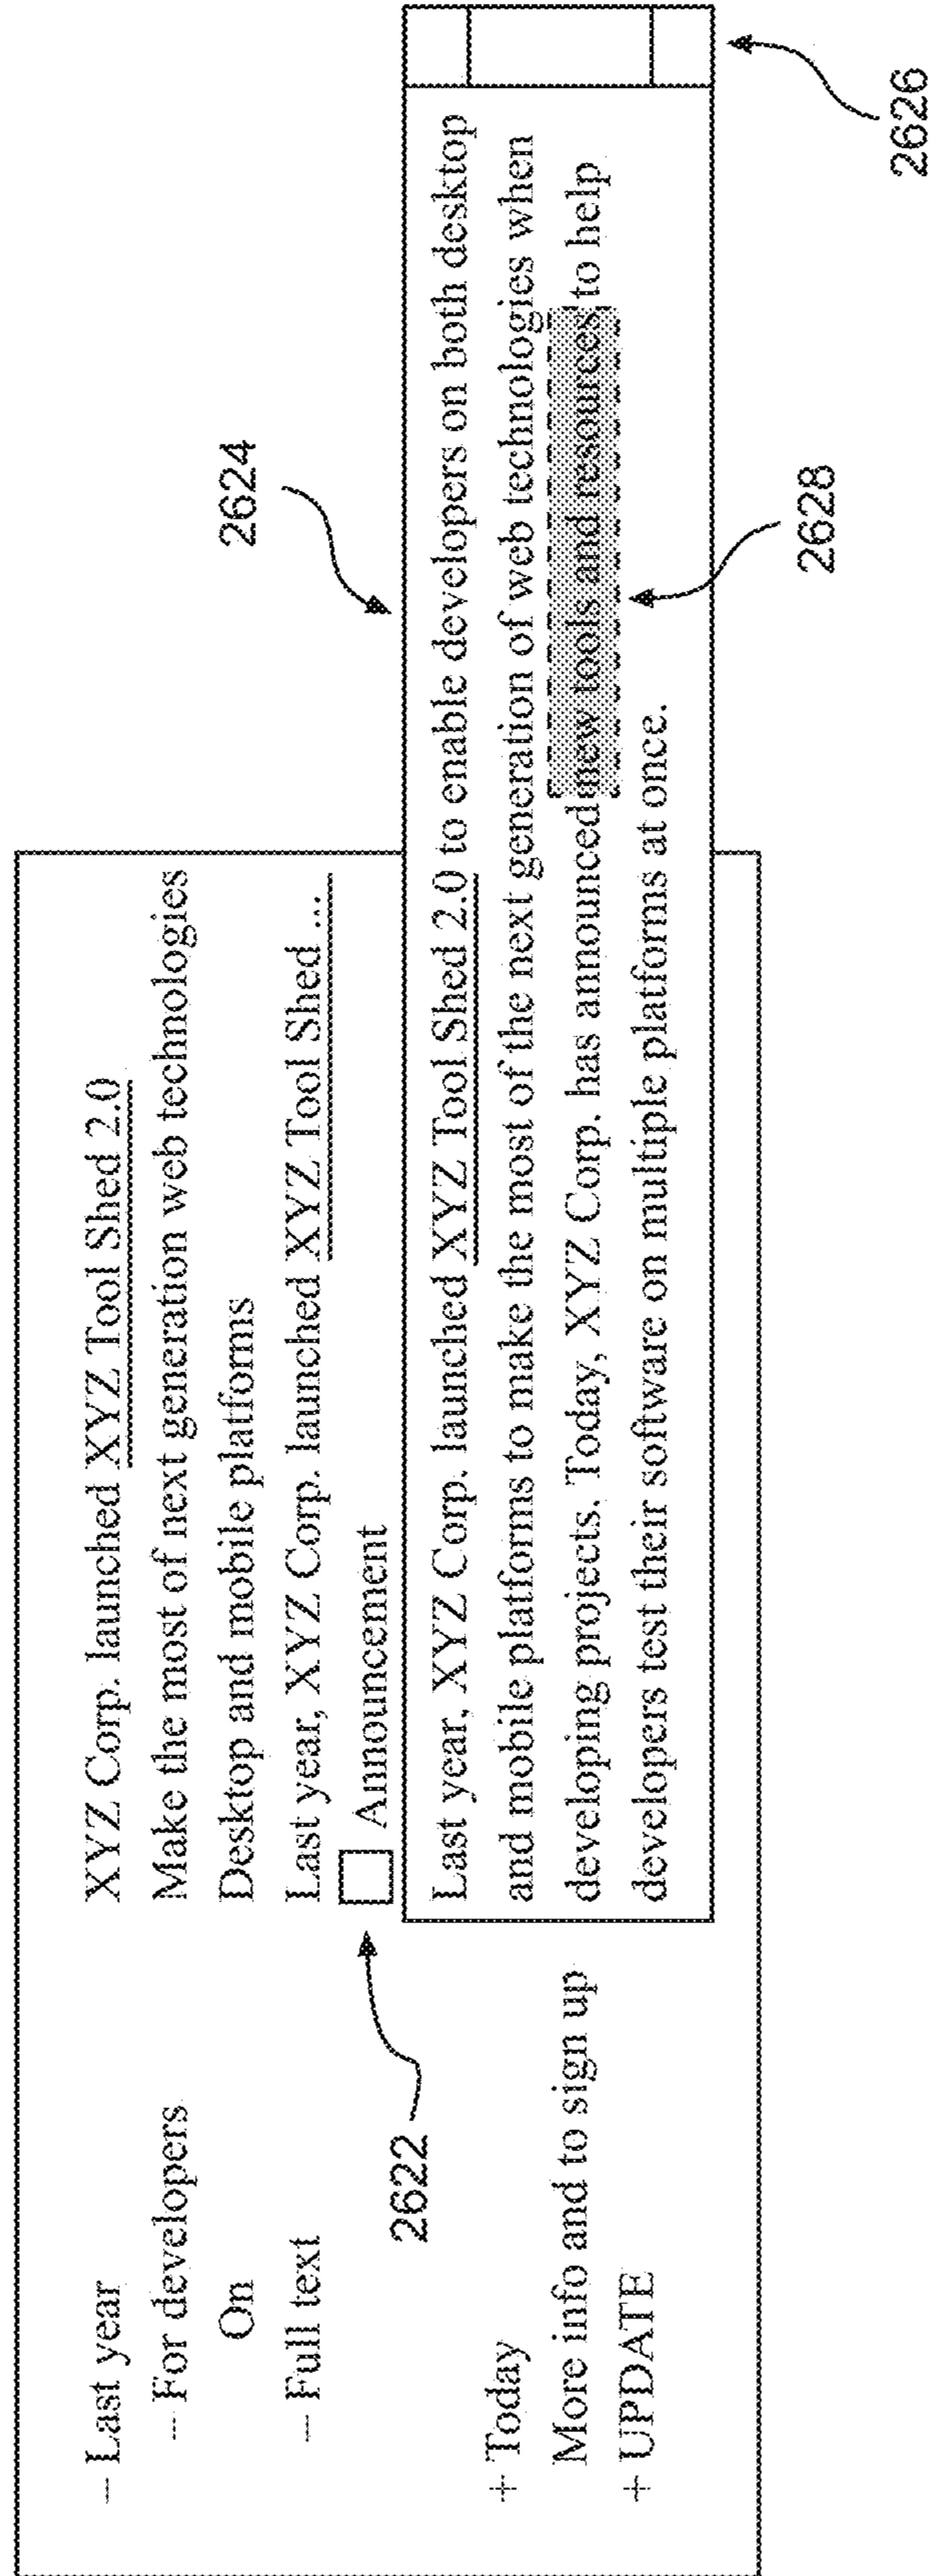 – Last year XYZ Corp. launched XYZ Tool Shed 2.0
– For developers Make the most of next generation web technologies
On Desktop and mobile platforms
– Full text Last year, XYZ Corp. launched XYZ Tool Shed ...
2622
Announcement
2624
Last year, XYZ Corp. launched XYZ Tool Shed 2.0 to enable developers on both desktop
and mobile platforms to make the most of the next generation of web technologies when
developing projects. Today, XYZ Corp. has announced new tools and resources to help
developers test their software on multiple platforms at once.
+ Today
More info and to sign up
+ UPDATE
2628
2626